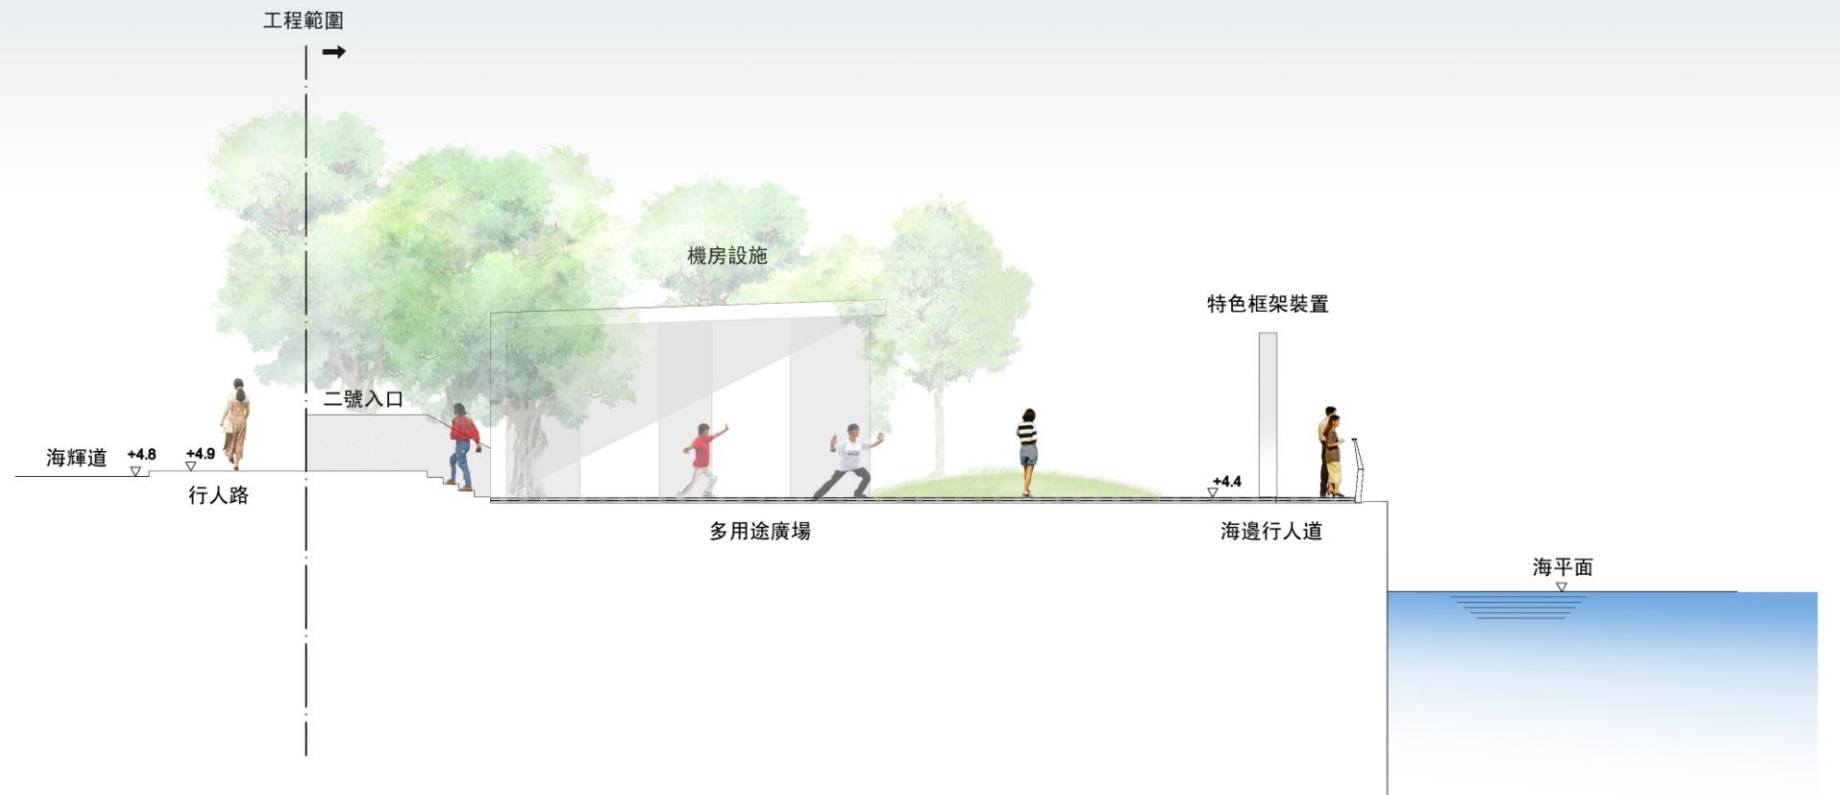 工程範圍
機房設施
特色框架裝置
二號入口
海輝道
+4.8
+4.9
行人路
+4.4
多用途廣場
海邊行人道
海平面